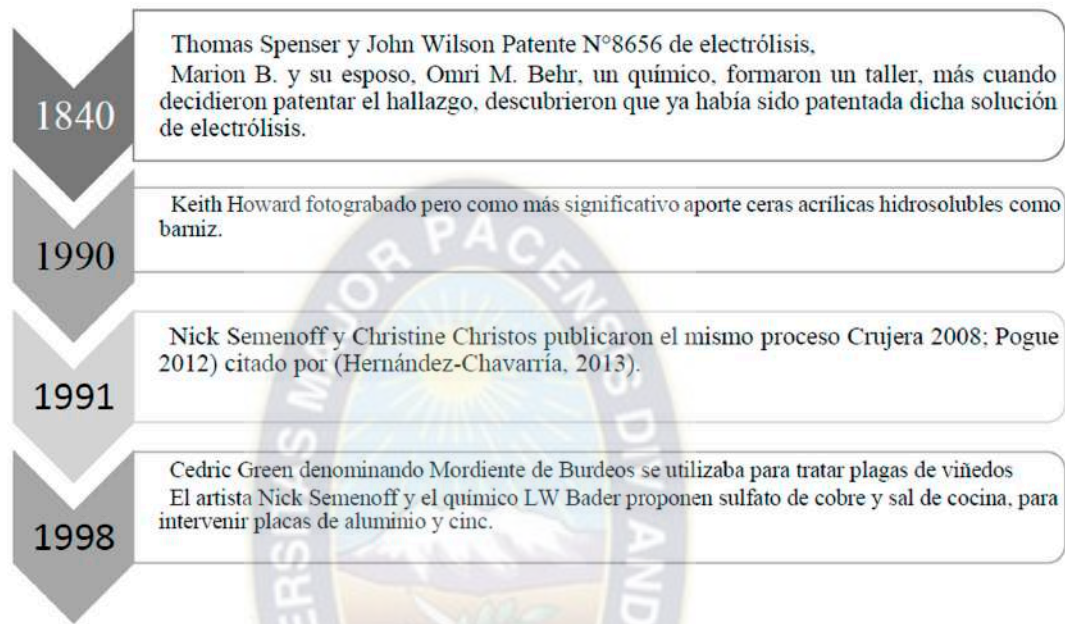 1840
Thomas Spenser y John Wilson Patente N°8656 de electrólisis,
Marion B. y su esposo, Omri M. Behr, un químico, formaron un taller, más cuando
decidieron patentar el hallazgo, descubrieron que ya había sido patentada dicha solución
de electrólisis.
1990
Keith Howard fotograbado pero como más significativo aporte ceras acrílicas hidrosolubles como
barniz.
1991
Nick Semenoff y Christine Christos publicaron el mismo proceso Crujera 2008; Pogue
2012) citado por (Hernández-Chavarría, 2013).
1998
Cedric Green denominando Mordiente de Burdeos se utilizaba para tratar plagas de viñedos
El artista Nick Semenoff y el químico LW Bader proponen sulfato de cobre y sal de cocina, para
intervenir placas de aluminio y cinc.
ERSITAS MAJOR PACENSIS DIV AND